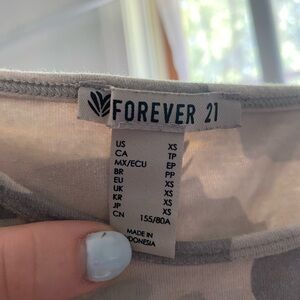 FOREVER 21
US XS
CA TP
MX/ECU EP
BR PP
EU XS
UK XS
KR XS
JP XS
CN 155/80A
MADE IN
INDONESIA